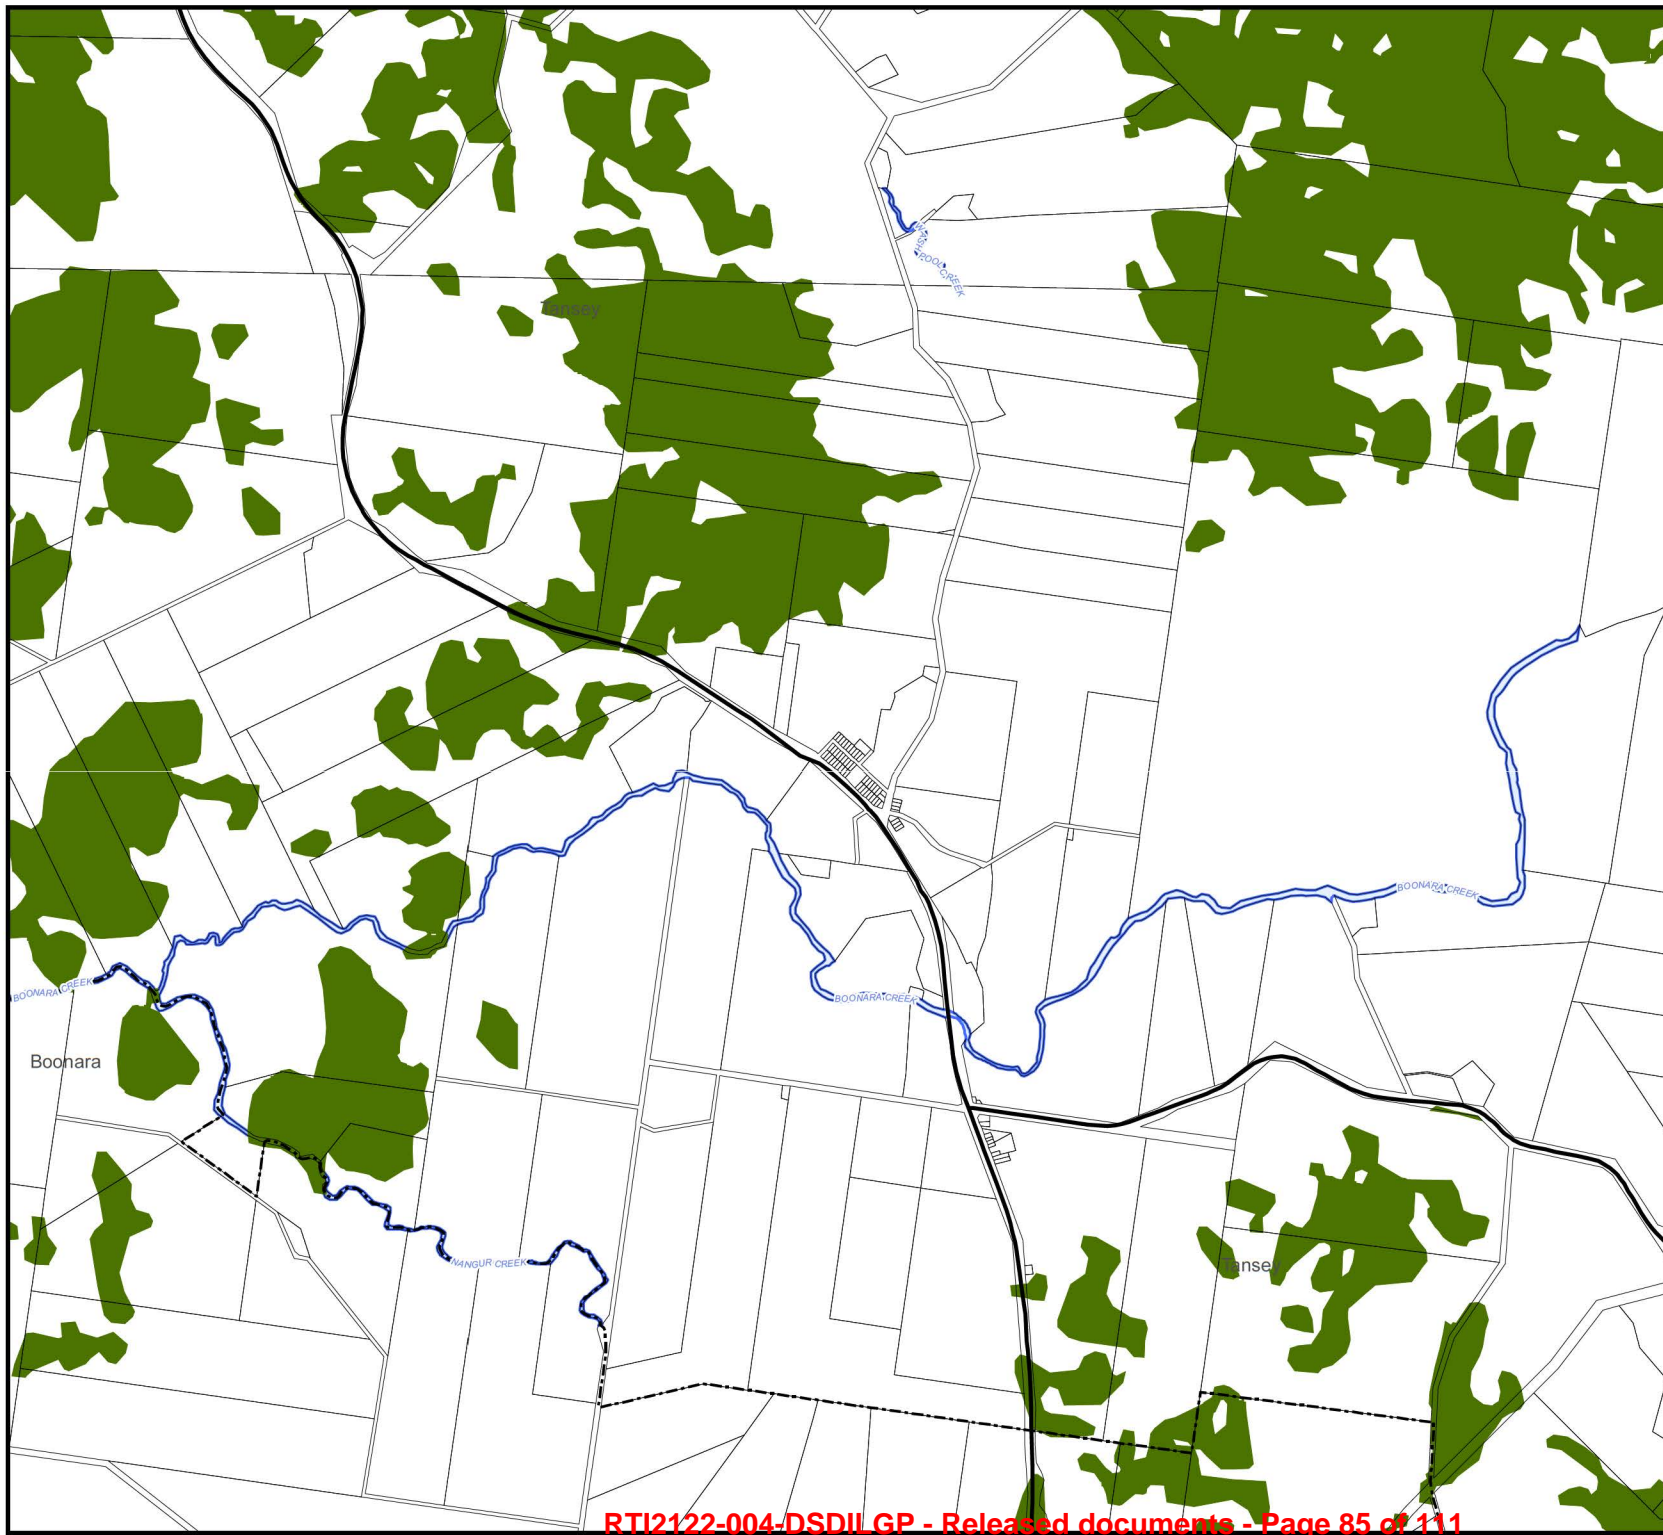 WASHPOOL CREEK
Tansey
BOONARA CREEK
BOONARA CREEK
BOONARA CREEK
Boonara
NANGUR CREEK
Tansey
RTI2122-004-DSDILGP - Released documents - Page 85 of 111